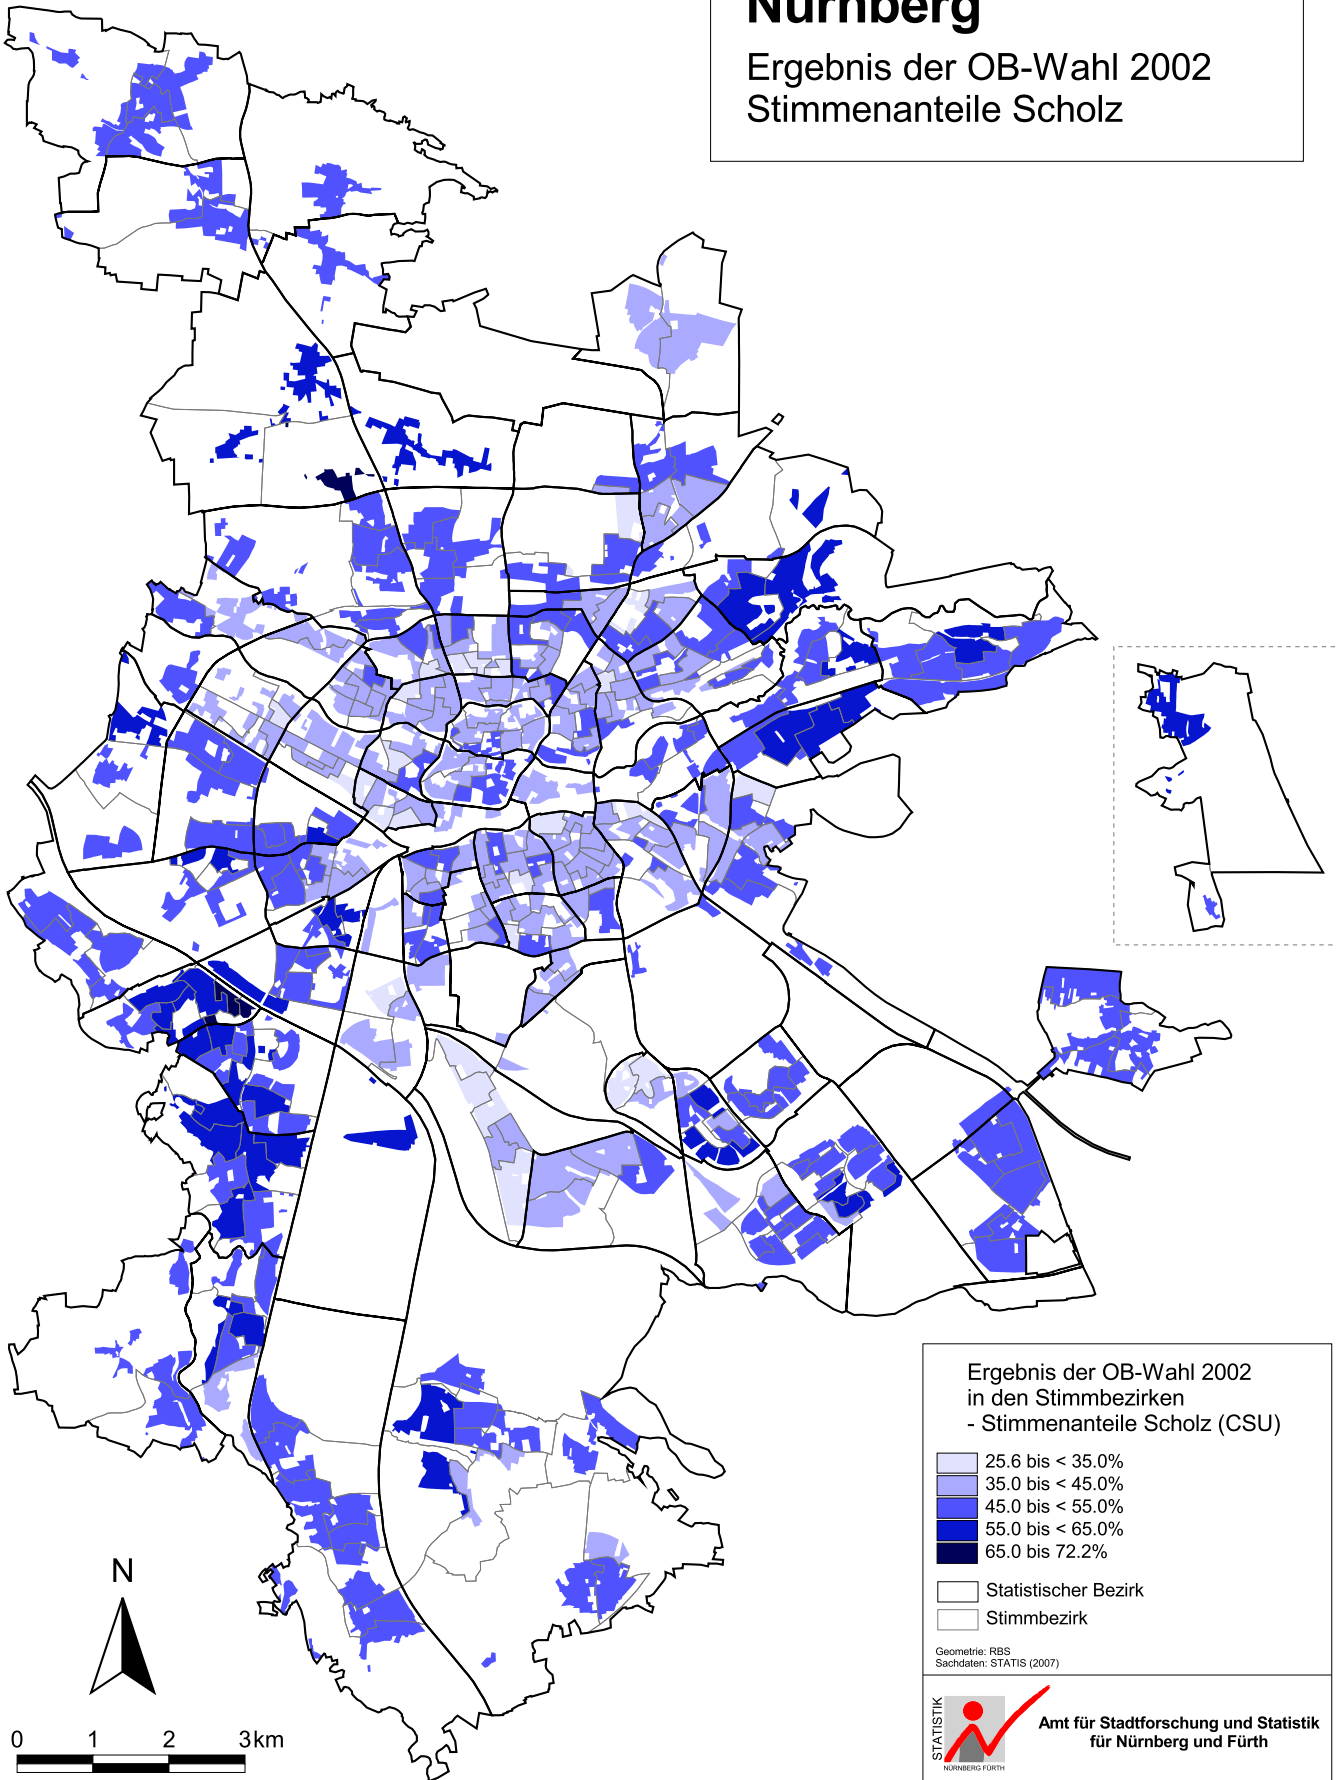 Nürnberg
Ergebnis der OB-Wahl 2002
Stimmenanteile Scholz
Ergebnis der OB-Wahl 2002
in den Stimmbezirken
- Stimmenanteile Scholz (CSU)
25.6 bis < 35.0%
35.0 bis < 45.0%
45.0 bis < 55.0%
55.0 bis < 65.0%
65.0 bis 72.2%
Statistischer Bezirk
Stimmbezirk
Geometrie: RBS
Sachdaten: STATIS (2007)
STATISTIK
NÜRNBERG FÜRTH
Amt für Stadtforschung und Statistik
für Nürnberg und Fürth
N
0 1 2 3km